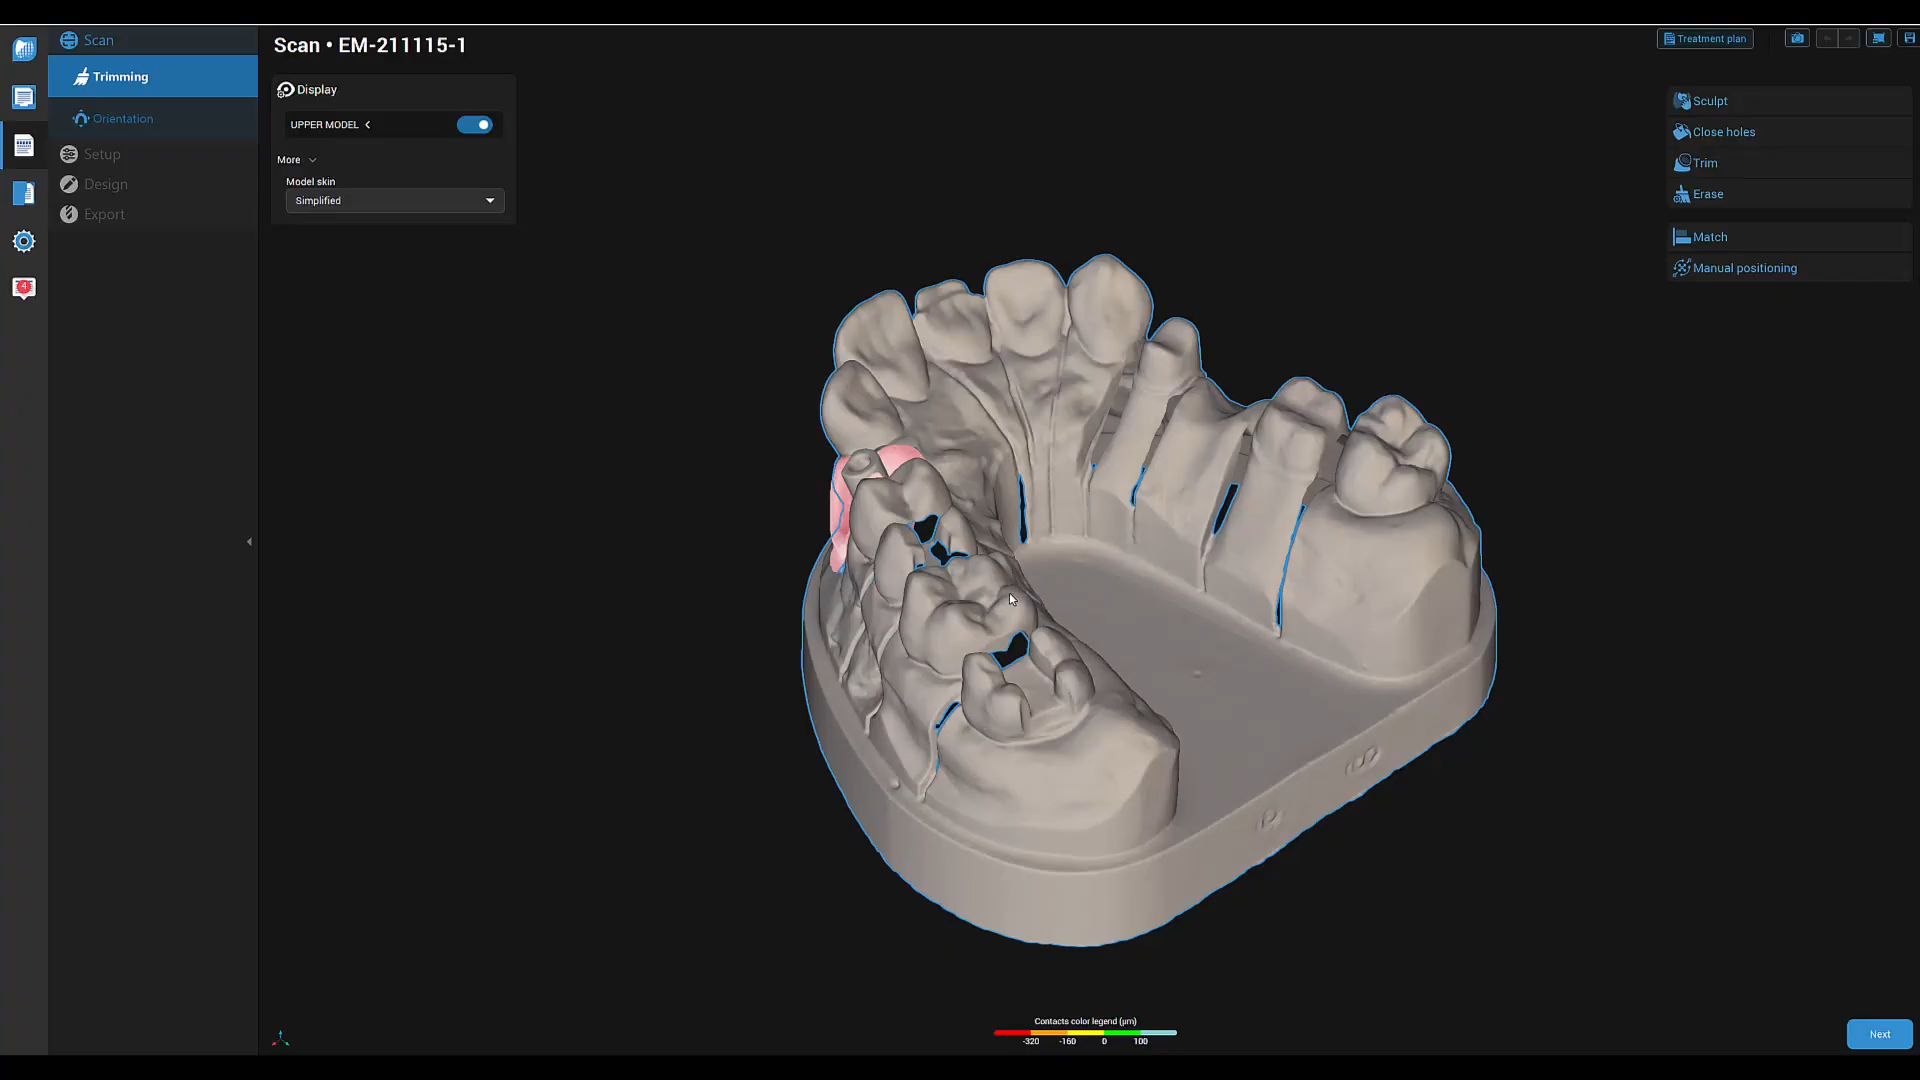 Scan
Trimming
Orientation
Setup
Design
Export
4
Scan • EM-211115-1
Display
UPPER MODEL
More
Model skin
Simplified
Treatment plan
Sculpt
Close holes
Trim
Erase
Match
Manual positioning
Contacts color legend (µm)
-320 -160 0 100
Next